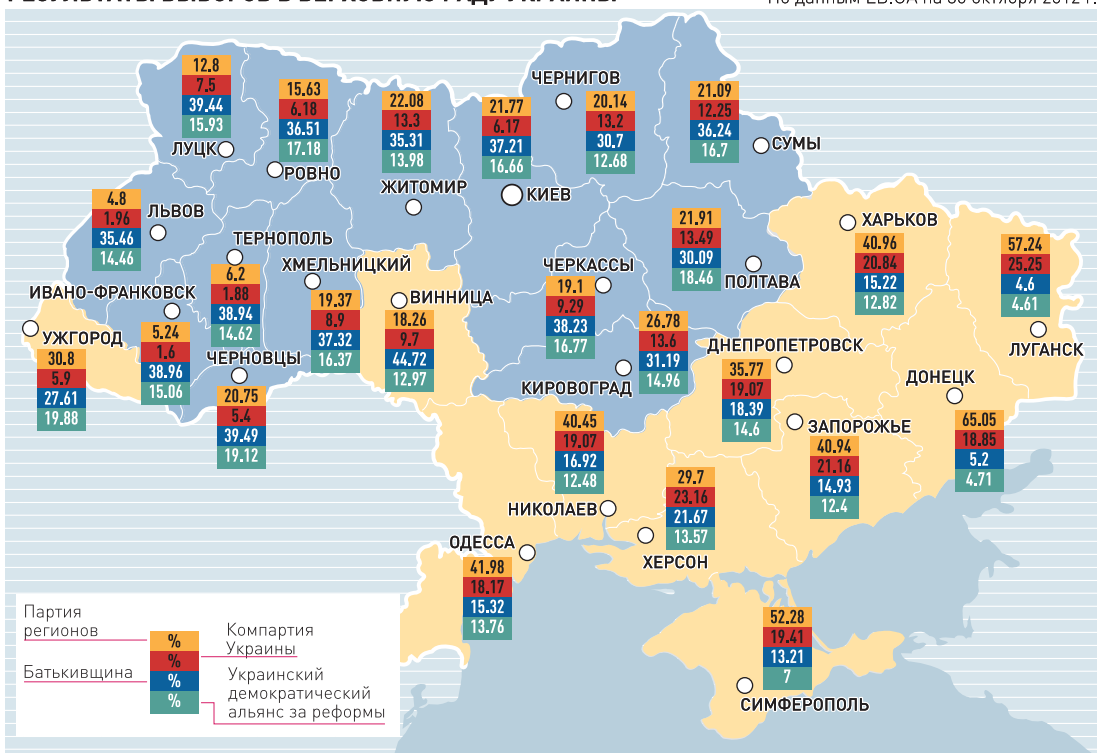 РЕЗУЛЬТАТЫ ВЫБОРОВ В ВЕРХОВНУЮ РАДУ УКРАИНЫ
По данным LB.UA на 30 октября 2012 г.
12.8
7.5
39.44
15.93
ЛУЦК
15.63
6.18
36.51
17.18
РОВНО
22.08
13.3
35.31
13.98
ЖИТОМИР
21.77
6.17
37.21
16.66
КИЕВ
ЧЕРНИГОВ
20.14
13.2
30.7
12.68
21.09
12.25
36.24
16.7
СУМЫ
4.8
1.96
35.46
14.46
ЛЬВОВ
ТЕРНОПОЛЬ
6.2
1.88
38.94
14.62
ХМЕЛЬНИЦКИЙ
19.37
8.9
37.32
16.37
ВИННИЦА
18.26
9.7
44.72
12.97
ЧЕРКАССЫ
19.1
9.29
38.23
16.77
21.91
13.49
30.09
18.46
ПОЛТАВА
ХАРЬКОВ
40.96
20.84
15.22
12.82
57.24
25.25
4.6
4.61
ЛУГАНСК
ИВАНО-ФРАНКОВСК
5.24
1.6
38.96
15.06
УЖГОРОД
30.8
5.9
27.61
19.88
ЧЕРНОВЦЫ
20.75
5.4
39.49
19.12
26.78
13.6
31.19
14.96
КИРОВОГРАД
ДНЕПРОПЕТРОВСК
35.77
19.07
18.39
14.6
ДОНЕЦК
65.05
18.85
5.2
4.71
ЗАПОРОЖЬЕ
40.94
21.16
14.93
12.4
40.45
19.07
16.92
12.48
НИКОЛАЕВ
29.7
23.16
21.67
13.57
ХЕРСОН
ОДЕССА
41.98
18.17
15.32
13.76
52.28
19.41
13.21
7
СИМФЕРОПОЛЬ
Партия
регионов
%
%
%
%
Компартия
Украины
Батькивщина
Украинский
демократический
альянс за реформы